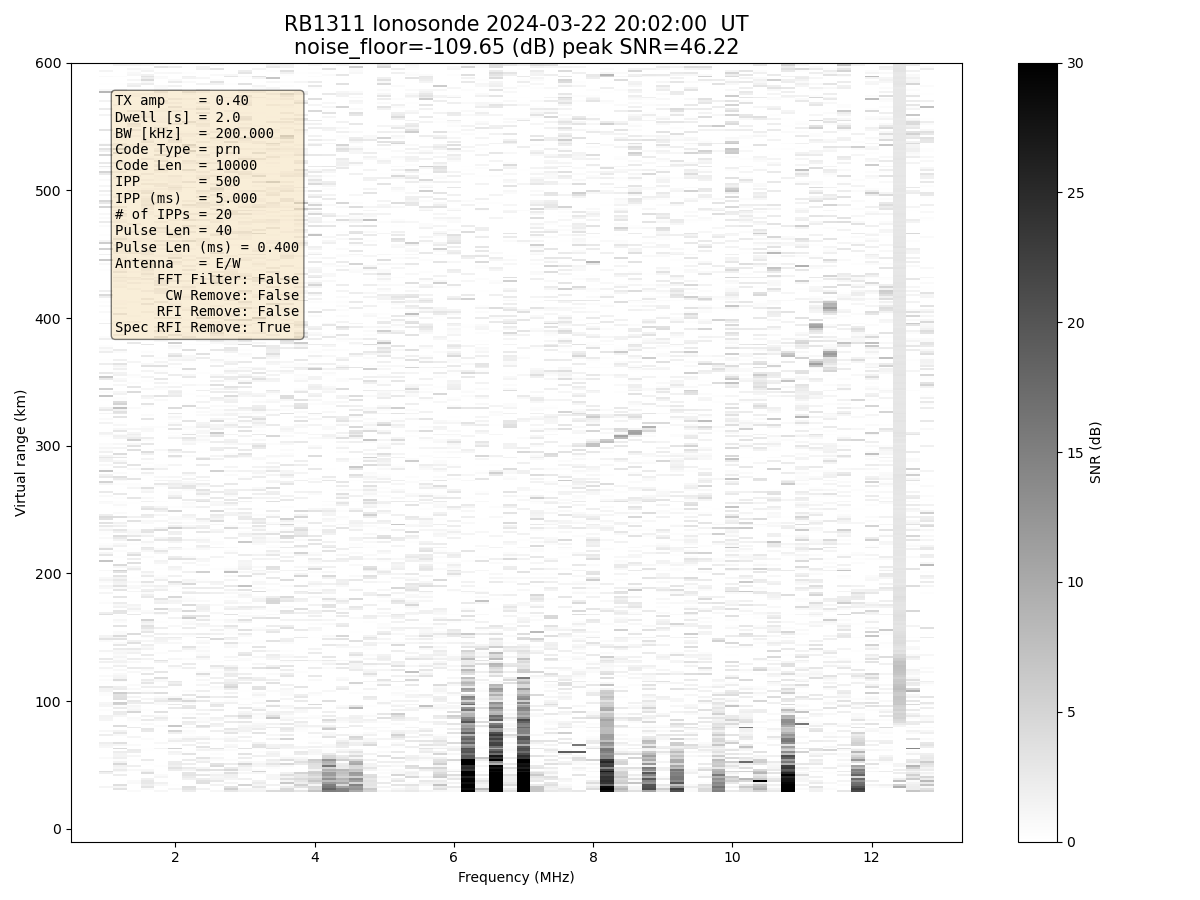 RB1311 Ionosonde 2024-03-22 20:02:00  UT
noise_floor=-109.65 (dB) peak SNR=46.22
TX amp    = 0.40
Dwell [s] = 2.0
BW [kHz]  = 200.000
Code Type = prn
Code Len  = 10000
IPP       = 500
IPP (ms)  = 5.000
# of IPPs = 20
Pulse Len = 40
Pulse Len (ms) = 0.400
Antenna   = E/W
FFT Filter: False
CW Remove: False
RFI Remove: False
Spec RFI Remove: True
Virtual range (km)
600
500
400
300
200
100
0
2
4
6
8
10
12
Frequency (MHz)
30
25
20
15
10
5
0
SNR (dB)